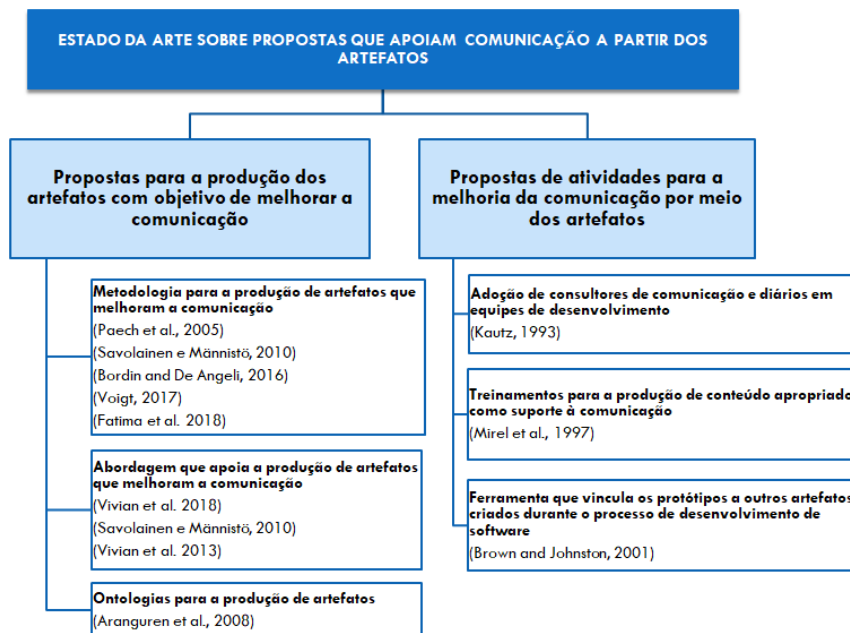 ESTADO DA ARTE SOBRE PROPOSTAS QUE APOIAM COMUNICAÇÃO A PARTIR DOS
ARTEFATOS
Propostas para a produção dos
artefatos com objetivo de melhorar a
comunicação
Metodologia para a produção de artefatos que
melhoram a comunicação
(Paech et al., 2005)
(Savolainen e Männistö, 2010)
(Bordin and De Angeli, 2016)
(Voigt, 2017)
(Fatima et al. 2018)
Abordagem que apoia a produção de artefatos
que melhoram a comunicação
(Vivian et al. 2018)
(Savolainen e Männistö, 2010)
(Vivian et al. 2013)
Ontologias para a produção de artefatos
(Aranguren et al., 2008)
Propostas de atividades para a
melhoria da comunicação por meio
dos artefatos
Adoção de consultores de comunicação e diários em
equipes de desenvolvimento
(Kautz, 1993)
Treinamentos para a produção de conteúdo apropriado
como suporte à comunicação
(Mirel et al., 1997)
Ferramenta que vincula os protótipos a outros artefatos
criados durante o processo de desenvolvimento de
software
(Brown and Johnston, 2001)